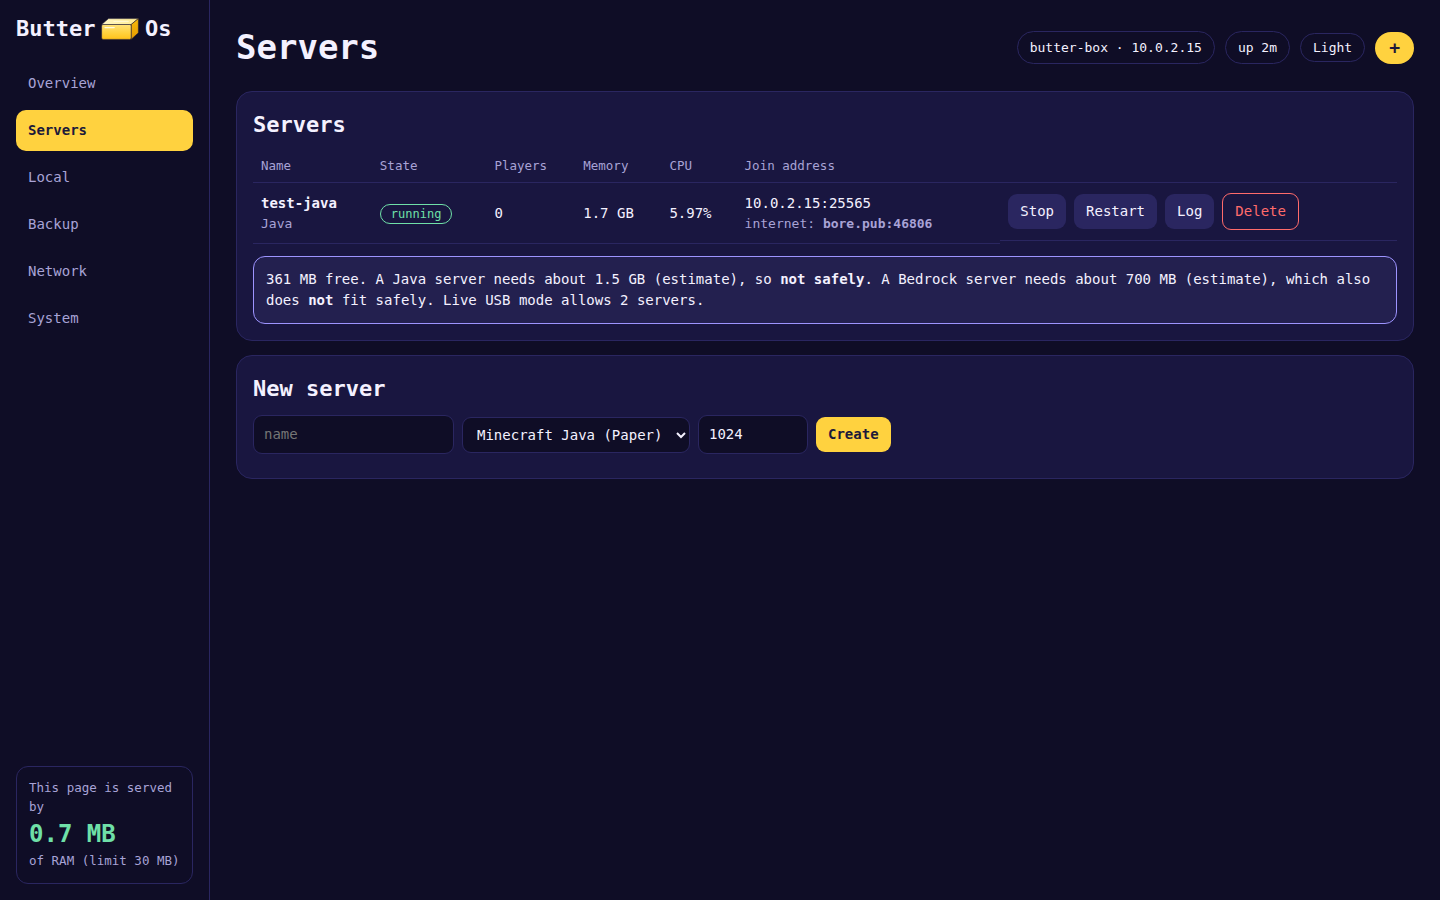 Butter Os
Servers
butter-box · 10.0.2.15
up 2m
Light
+
Overview
Servers
Local
Backup
Network
System
Servers
Name State Players Memory CPU Join address
test-java
Java
running
0
1.7 GB
5.97%
10.0.2.15:25565
internet: bore.pub:46806
Stop
Restart
Log
Delete
361 MB free. A Java server needs about 1.5 GB (estimate), so not safely. A Bedrock server needs about 700 MB (estimate), which also
does not fit safely. Live USB mode allows 2 servers.
New server
name
Minecraft Java (Paper)
1024
Create
This page is served
by
0.7 MB
of RAM (limit 30 MB)